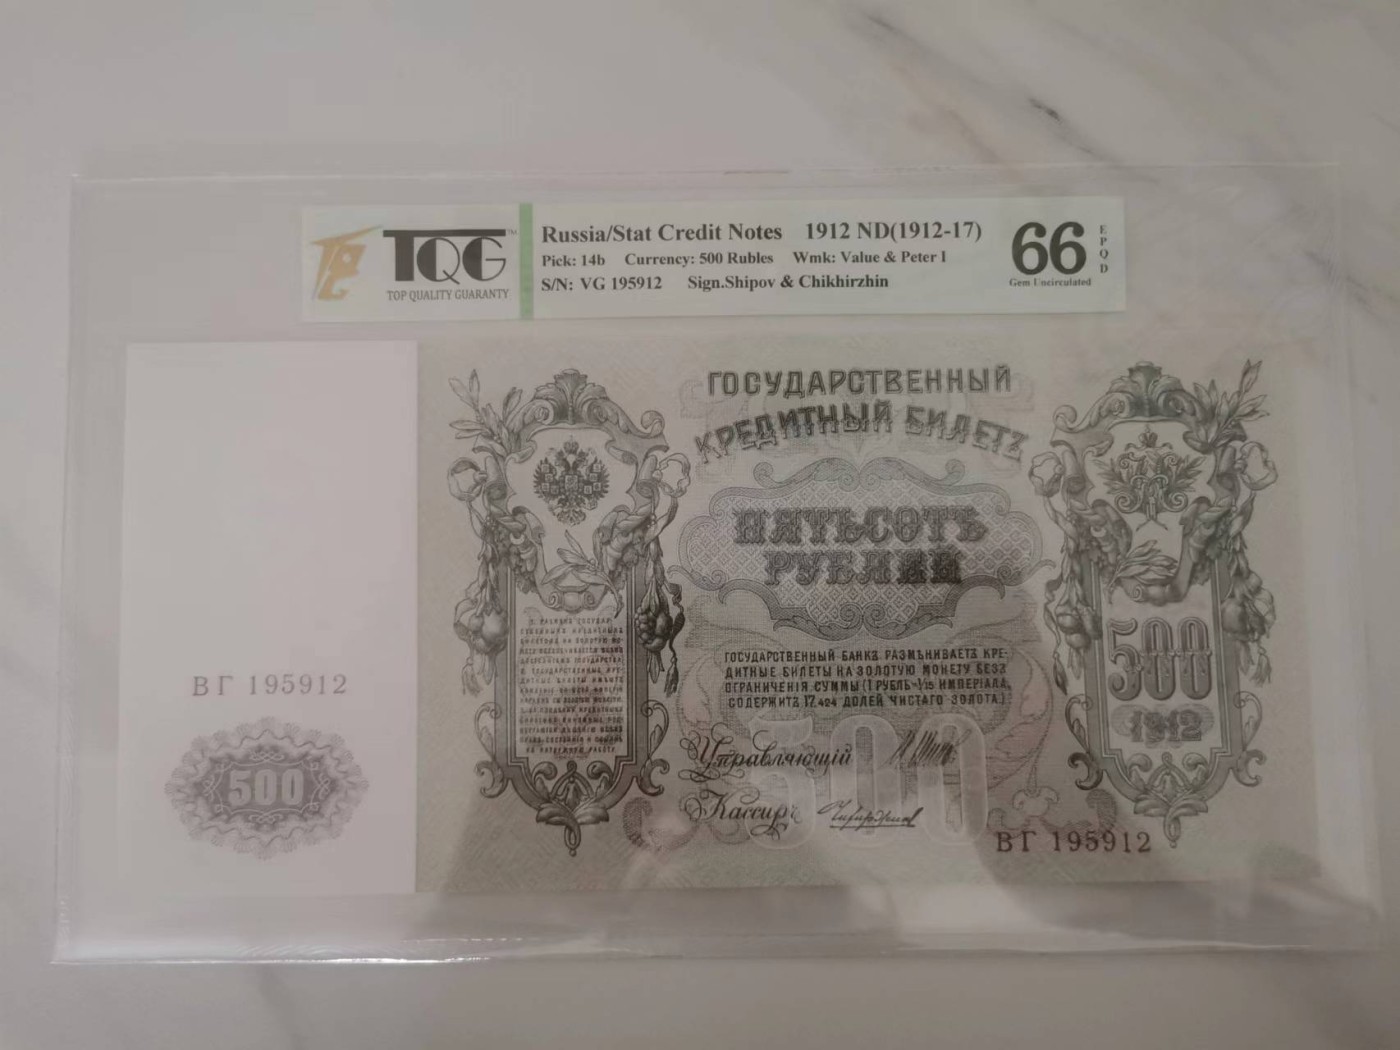 TQG™
TOP QUALITY GUARANTY
Russia/Stat Credit Notes 1912 ND(1912-17)
Pick: 14b Currency: 500 Rubles Wmk: Value & Peter I
S/N: VG 195912 Sign.Shipov & Chikhirzhin
66
EPQD
Gem Uncirculated
ГОСУДАРСТВЕННЫЙ
КРЕДИТНЫЙ БИЛЕТЪ
ПЯТЬСОТЪ
РУБЛЕЙ
ГОСУДАРСТВЕННЫЙ БАНКЪ РАЗМѢНИВАЕТЪ КРЕ-
ДИТНЫЕ БИЛЕТЫ НА ЗОЛОТУЮ МОНЕТУ БЕЗЪ
ОГРАНИЧЕНІЯ СУММЫ (1 РУБЛЬ=1/15 ИМПЕРІАЛА,
СОДЕРЖИТЪ 17,424 ДОЛЕЙ ЧИСТАГО ЗОЛОТА.)
Управляющій
Кассиръ
500
500
1912
ВГ 195912
ВГ 195912
500